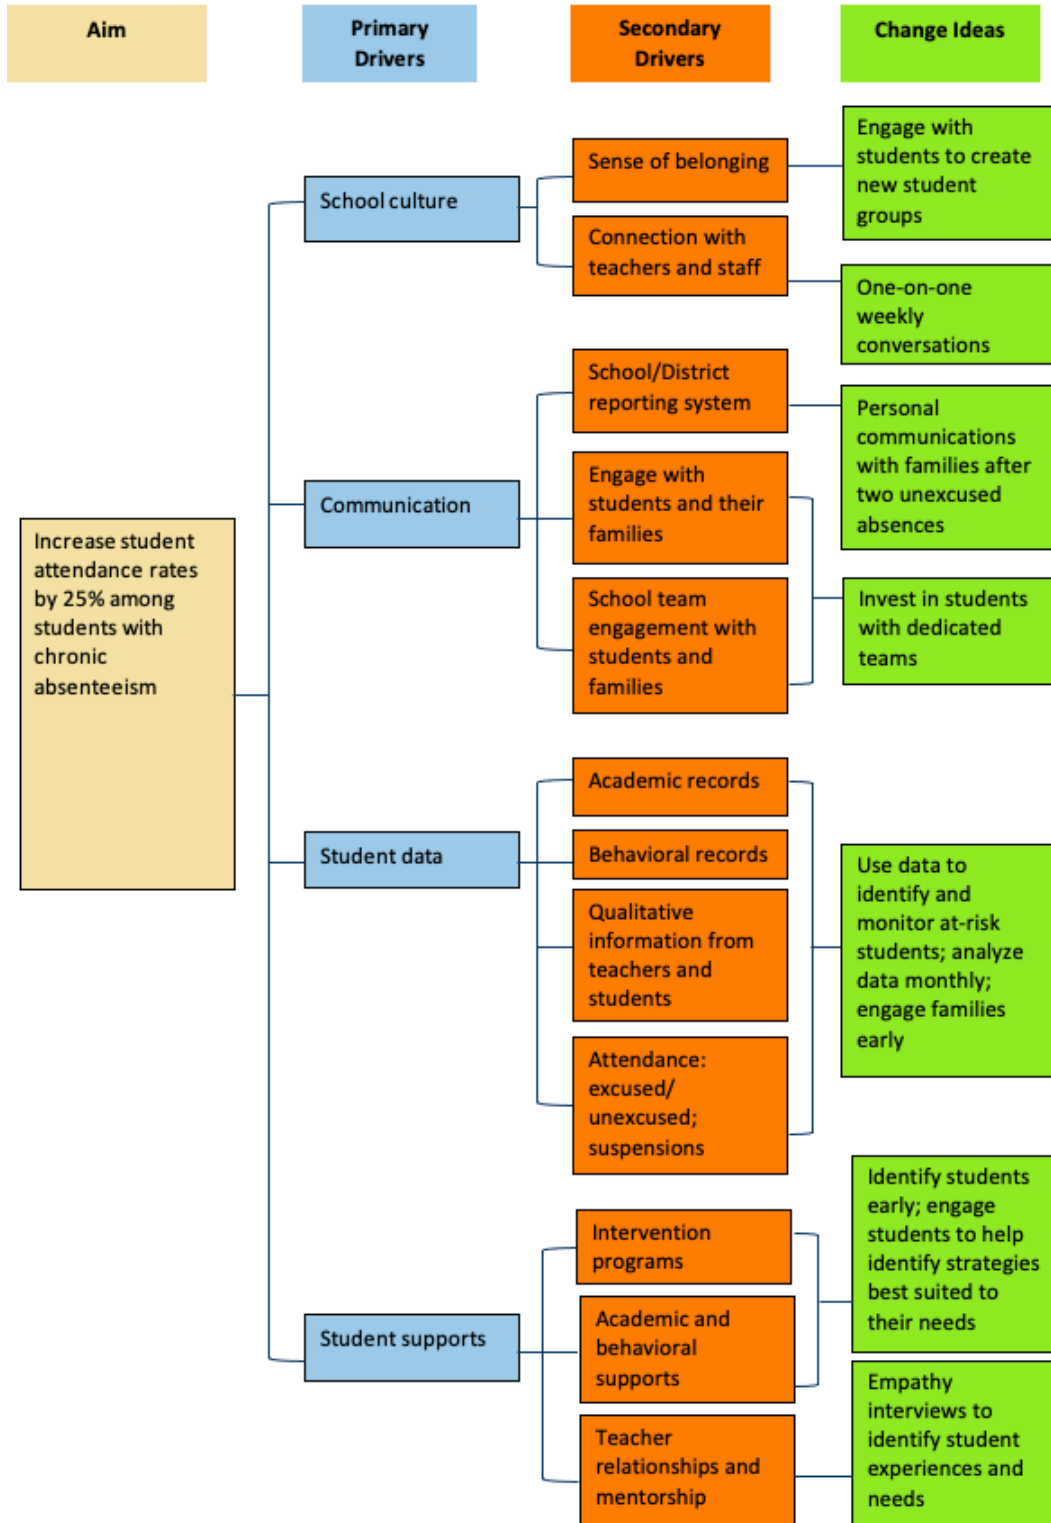 Aim
Primary
Drivers
Secondary
Drivers
Change Ideas
Increase student
attendance rates
by 25% among
students with
chronic
absenteeism
School culture
Sense of belonging
Engage with
students to create
new student
groups
Connection with
teachers and staff
One-on-one
weekly
conversations
Communication
School/District
reporting system
Personal
communications
with families after
two unexcused
absences
Engage with
students and their
families
School team
engagement with
students and
families
Invest in students
with dedicated
teams
Student data
Academic records
Behavioral records
Qualitative
information from
teachers and
students
Attendance:
excused/
unexcused;
suspensions
Use data to
identify and
monitor at-risk
students; analyze
data monthly;
engage families
early
Student supports
Intervention
programs
Academic and
behavioral
supports
Identify students
early; engage
students to help
identify strategies
best suited to
their needs
Teacher
relationships and
mentorship
Empathy
interviews to
identify student
experiences and
needs